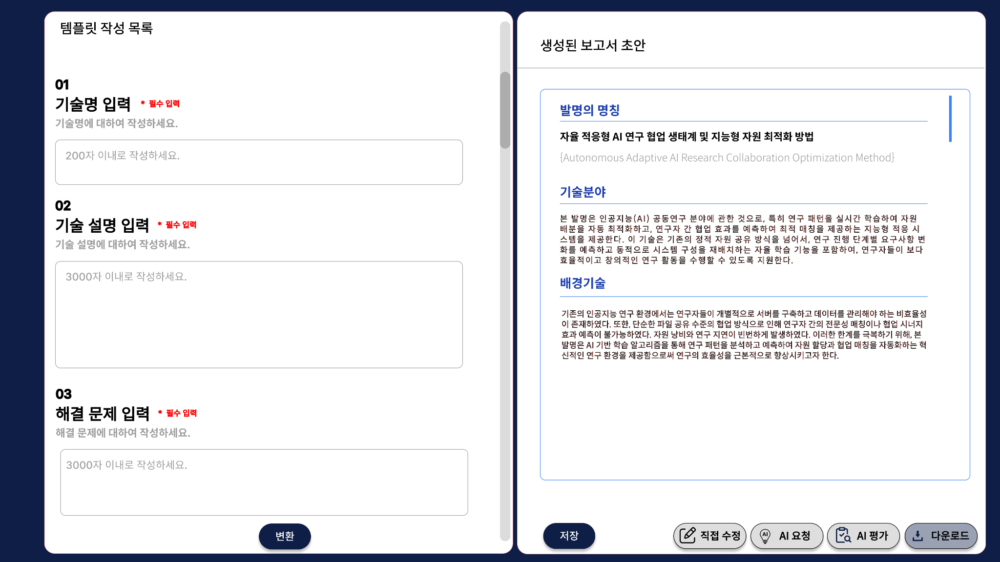 템플릿 작성 목록
01
기술명 입력 * 필수 입력
기술명에 대하여 작성하세요.
200자 이내로 작성하세요.
02
기술 설명 입력 * 필수 입력
기술 설명에 대하여 작성하세요.
3000자 이내로 작성하세요.
03
해결 문제 입력 * 필수 입력
해결 문제에 대하여 작성하세요.
3000자 이내로 작성하세요.
변환
생성된 보고서 초안
발명의 명칭
자율 적응형 AI 연구 협업 생태계 및 지능형 자원 최적화 방법
{Autonomous Adaptive AI Research Collaboration Optimization Method}
기술분야
본 발명은 인공지능(AI) 공동연구 분야에 관한 것으로, 특히 연구 패턴을 실시간 학습하여 자원
배분을 자동 최적화하고, 연구자 간 협업 효과를 예측하여 최적 매칭을 제공하는 지능형 적응 시
스템을 제공한다. 이 기술은 기존의 정적 자원 공유 방식을 넘어서, 연구 진행 단계별 요구사항 변
화를 예측하고 동적으로 시스템 구성을 재배치하는 자율 학습 기능을 포함하여, 연구자들이 보다
효율적이고 창의적인 연구 활동을 수행할 수 있도록 지원한다.
배경기술
기존의 인공지능 연구 환경에서는 연구자들이 개별적으로 서버를 구축하고 데이터를 관리해야 하는 비효율성
이 존재하였다. 또한, 단순한 파일 공유 수준의 협업 방식으로 인해 연구자 간의 전문성 매칭이나 협업 시너지
효과 예측이 불가능하였다. 자원 낭비와 연구 지연이 빈번하게 발생하였다. 이러한 한계를 극복하기 위해, 본
발명은 AI 기반 학습 알고리즘을 통해 연구 패턴을 분석하고 예측하여 자원 할당과 협업 매칭을 자동화하는 혁
신적인 연구 환경을 제공함으로써 연구의 효율성을 근본적으로 향상시키고자 한다.
저장
직접 수정
AI
AI 요청
AI 평가
다운로드